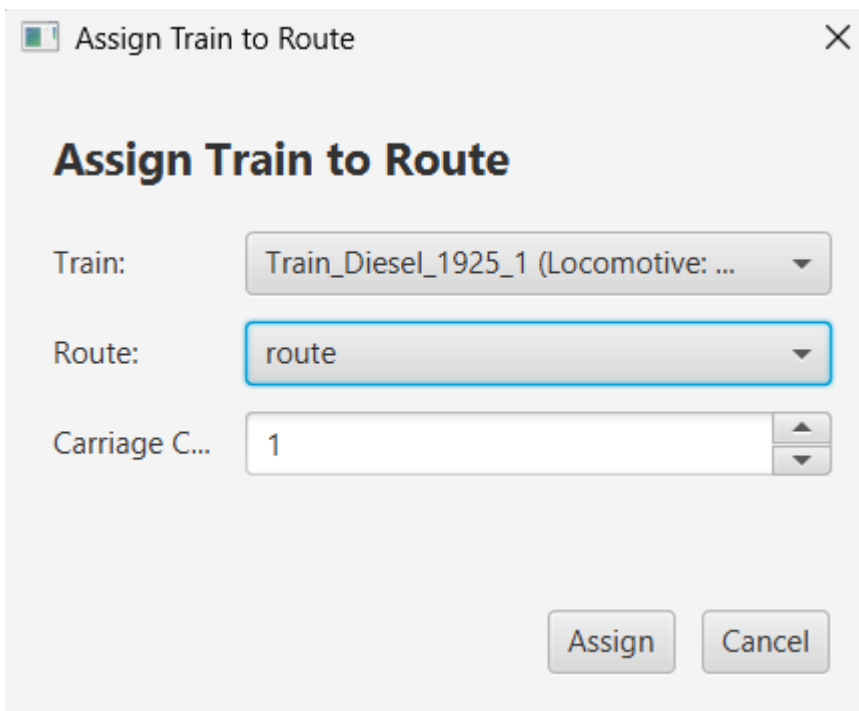 Assign Train to Route
Assign Train to Route
Train: Train_Diesel_1925_1 (Locomotive: ...
Route: route
Carriage C... 1
Assign Cancel